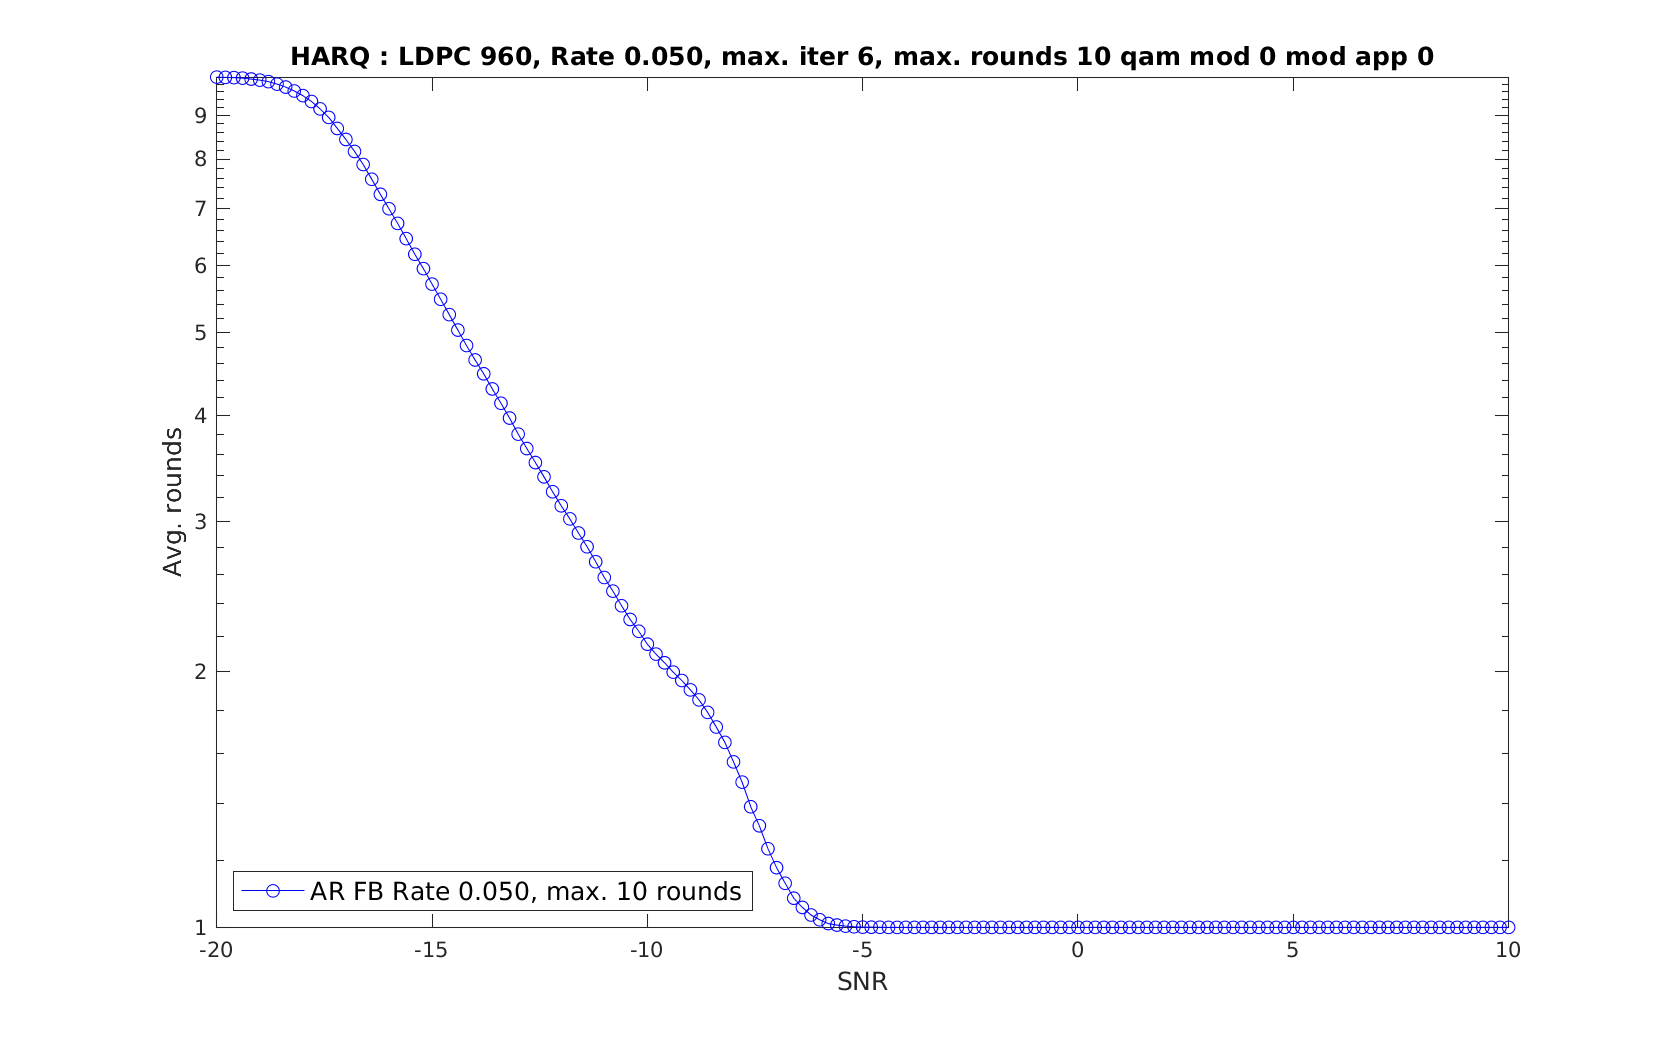 HARQ : LDPC 960, Rate 0.050, max. iter 6, max. rounds 10 qam mod 0 mod app 0
9
8
7
6
5
4
3
2
1
Avg. rounds
AR FB Rate 0.050, max. 10 rounds
-20 -15 -10 -5 0 5 10
SNR